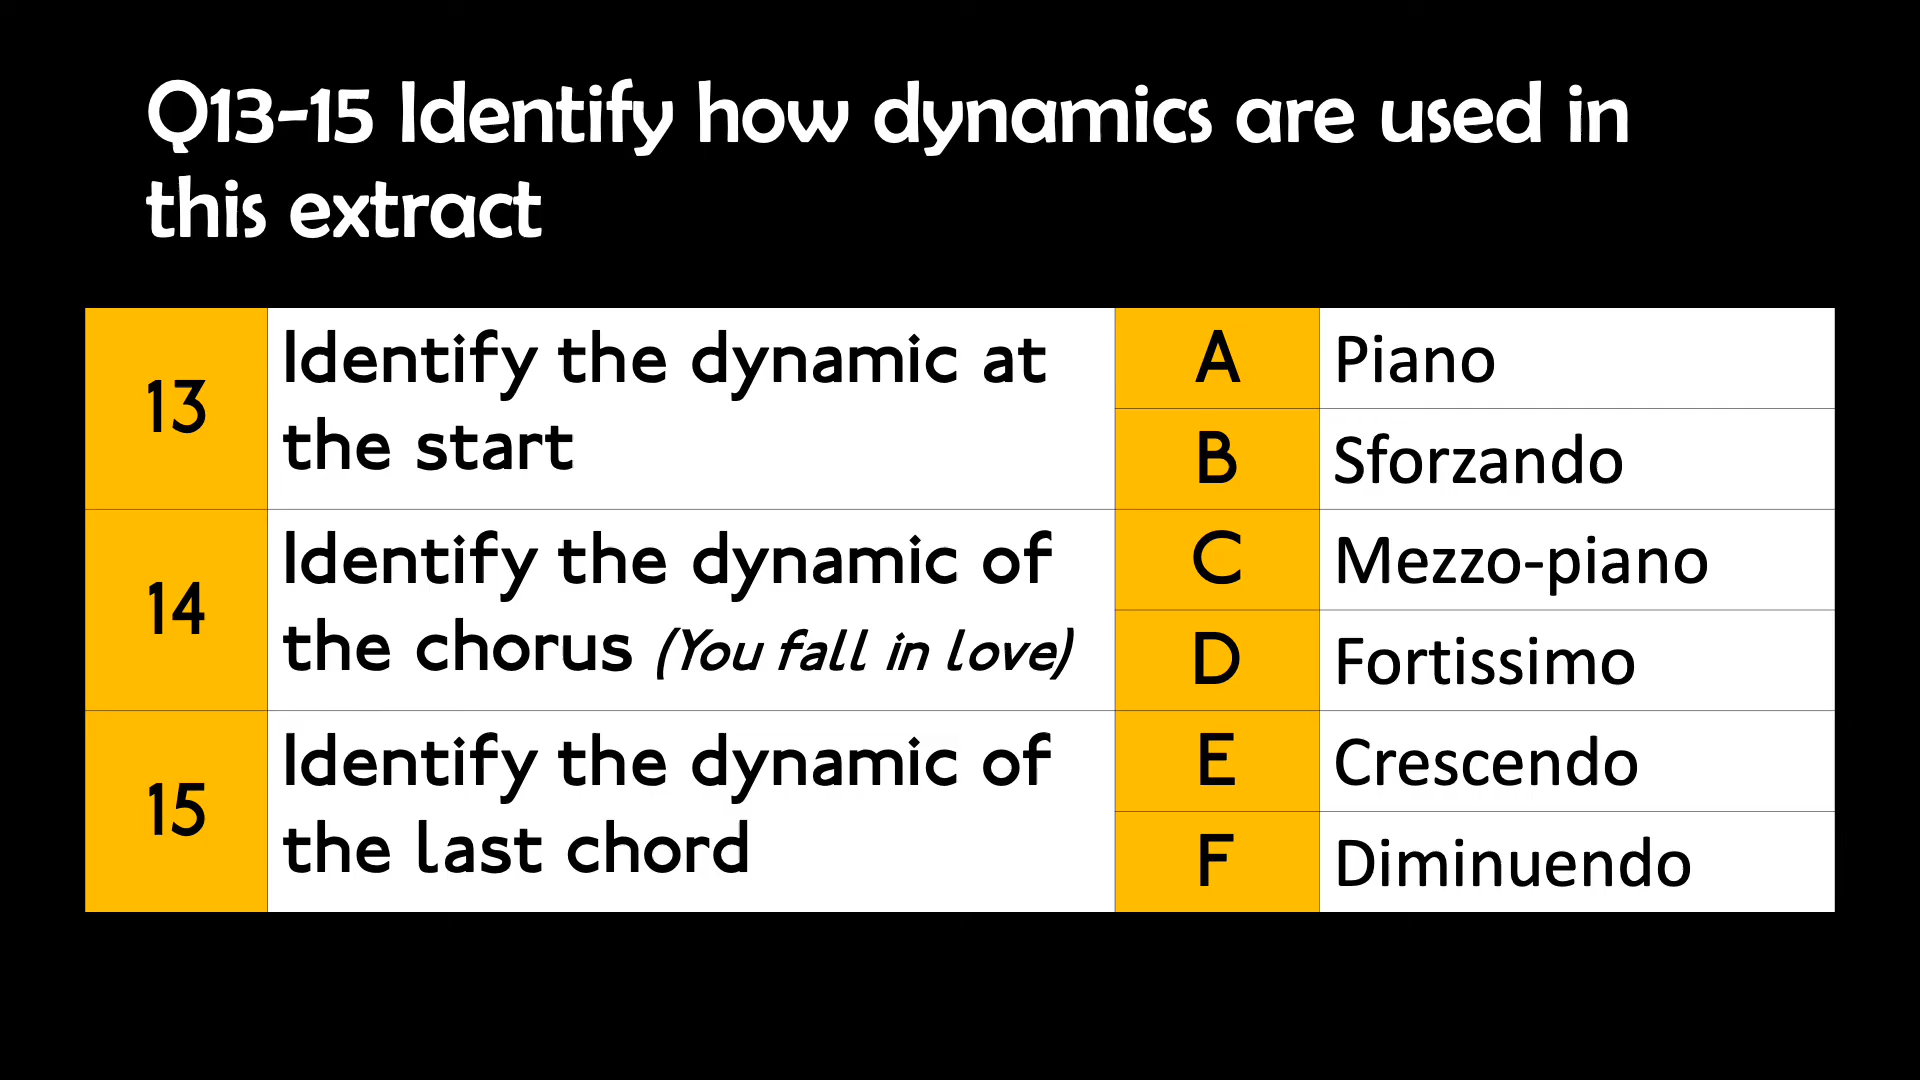 Q13-15 Identify how dynamics are used in
this extract
13
Identify the dynamic at
the start
14
Identify the dynamic of
the chorus (You fall in love)
15
Identify the dynamic of
the last chord
A Piano
B Sforzando
C Mezzo-piano
D Fortissimo
E Crescendo
F Diminuendo